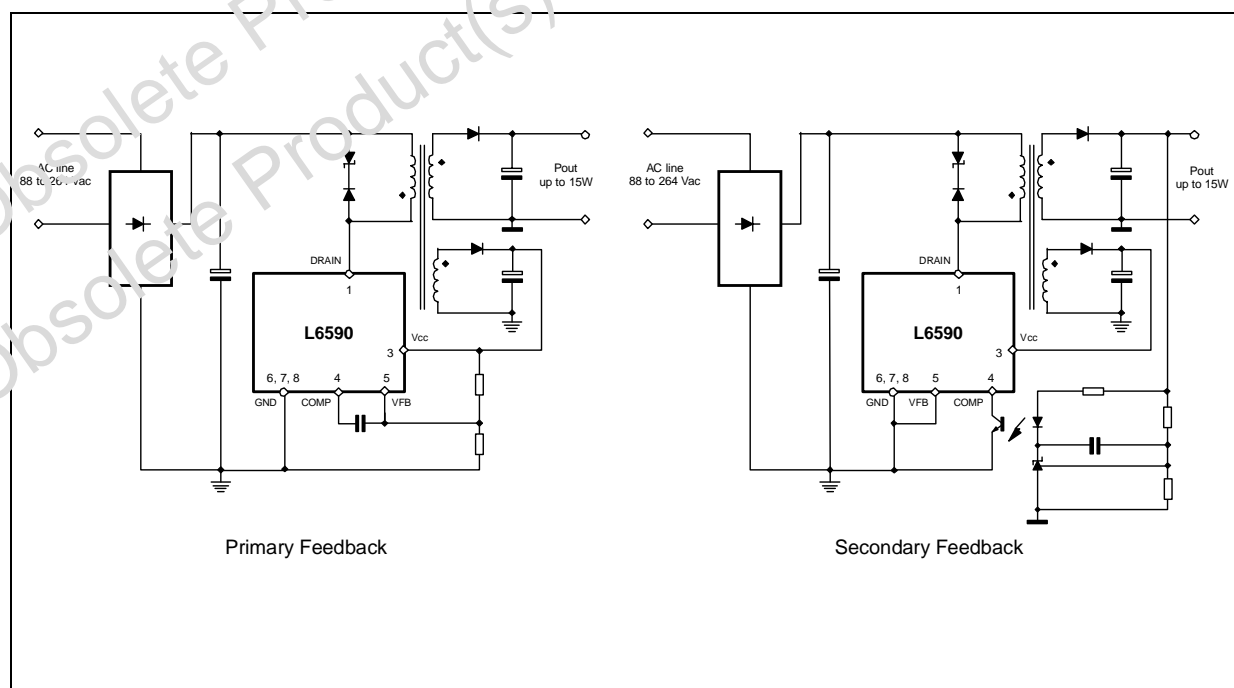 Obsolete Product(s)
Obsolete Pro
AC line
88 to 264 Vac
Pout
up to 15W
DRAIN
1
L6590
Vcc
3
6, 7, 8
4
5
GND
COMP
VFB
Primary Feedback
AC line
88 to 264 Vac
Pout
up to 15W
DRAIN
1
L6590
Vcc
3
6, 7, 8
5
4
GND
VFB
COMP
Secondary Feedback